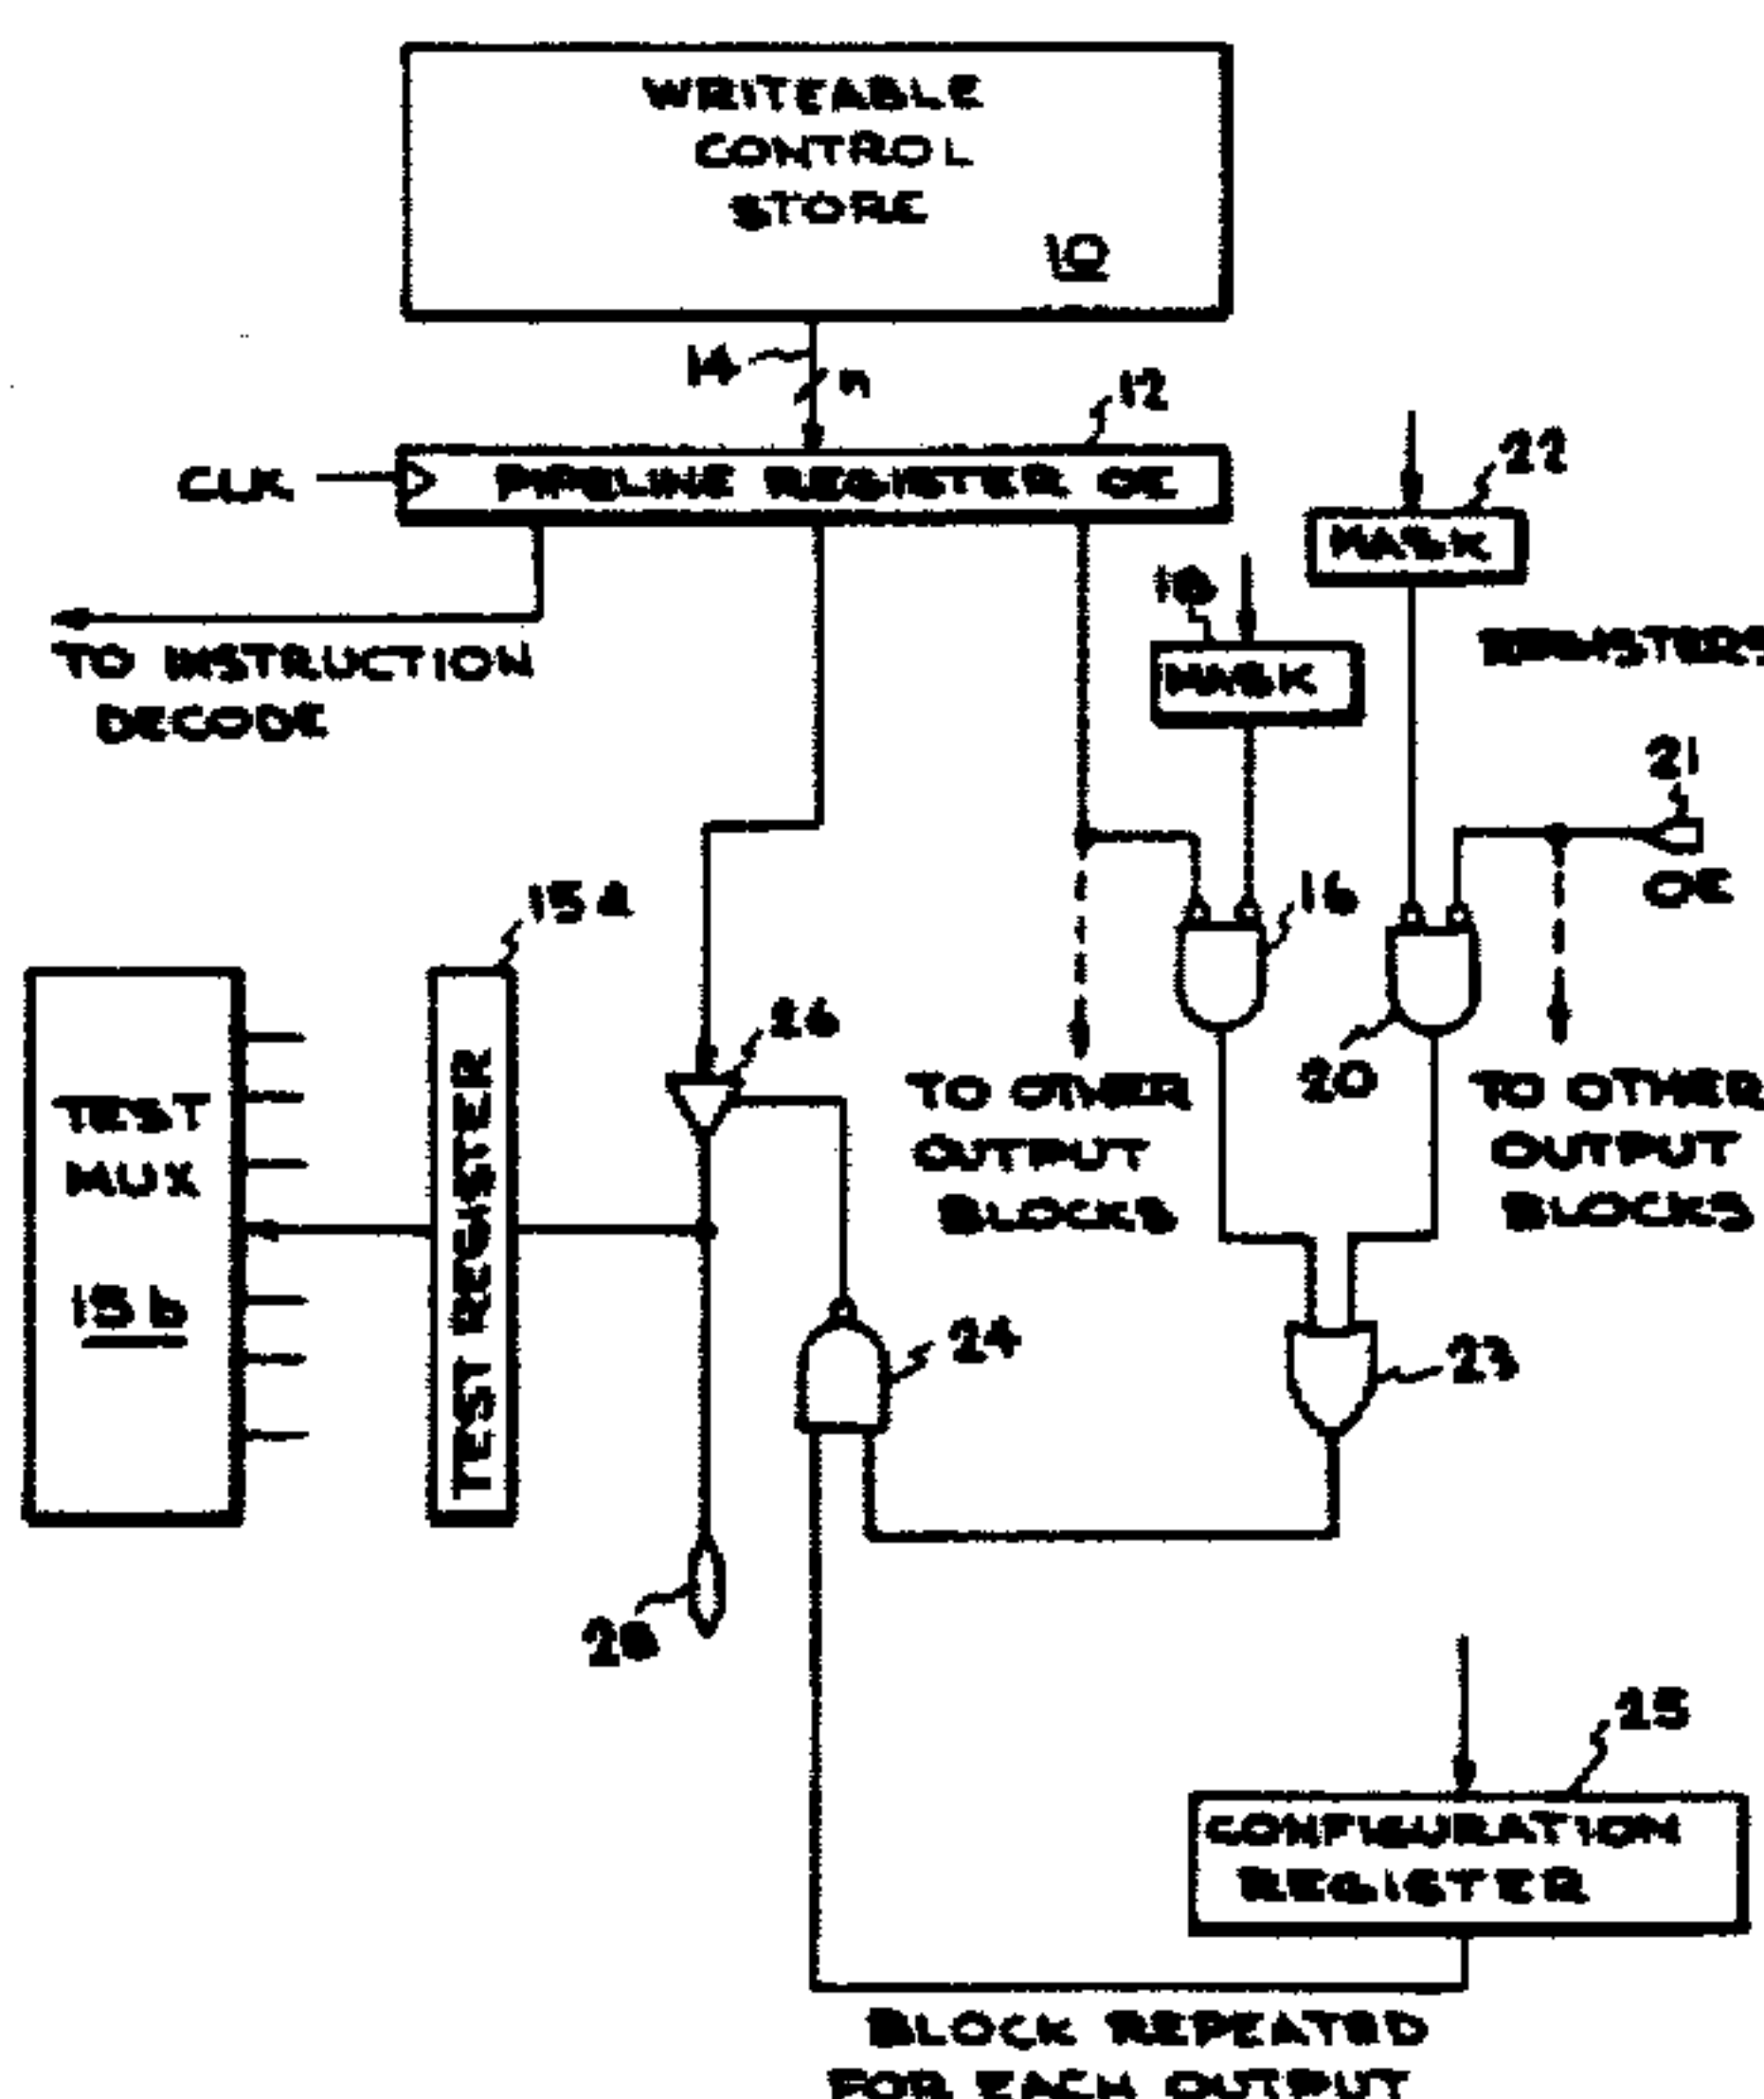 WRITEABLE
CONTROL
STORE
10
14
12
CLK
PIPELINE REGISTER OE
22
MASK
TO INSTRUCTION
DECODE
MASK
REGISTERS
21
OE
15a
16
26
20
TEST
MUX
15b
TEST REGISTER
TO OTHER
OUTPUT
BLOCKS
TO OTHER
OUTPUT
BLOCKS
24
23
25
CONFIGURATION
REGISTER
BLOCK REPEATED
FOR EACH OUTPUT